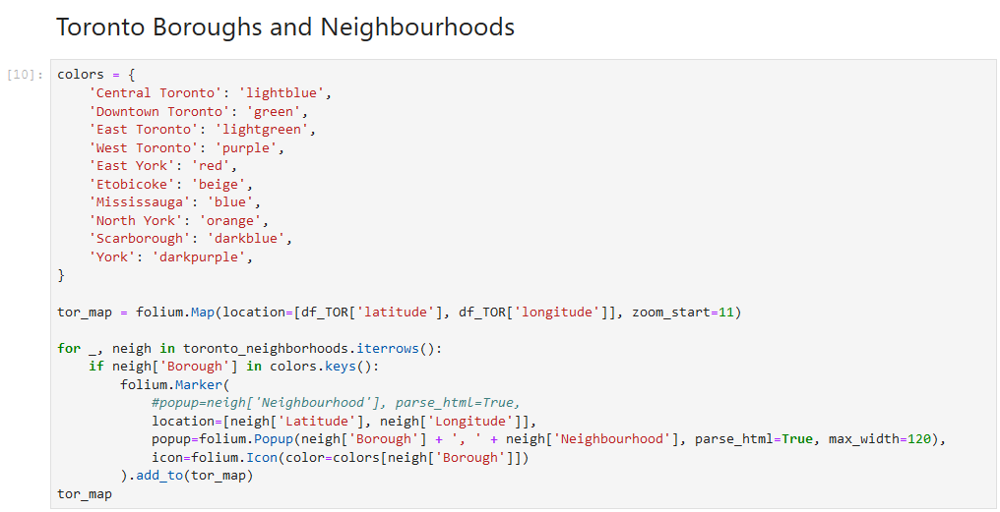 Toronto Boroughs and Neighbourhoods
[10]: colors = {
    'Central Toronto': 'lightblue',
    'Downtown Toronto': 'green',
    'East Toronto': 'lightgreen',
    'West Toronto': 'purple',
    'East York': 'red',
    'Etobicoke': 'beige',
    'Mississauga': 'blue',
    'North York': 'orange',
    'Scarborough': 'darkblue',
    'York': 'darkpurple',
}
tor_map = folium.Map(location=[df_TOR['latitude'], df_TOR['longitude']], zoom_start=11)
for _, neigh in toronto_neighborhoods.iterrows():
    if neigh['Borough'] in colors.keys():
        folium.Marker(
            #popup=neigh['Neighbourhood'], parse_html=True,
            location=[neigh['Latitude'], neigh['Longitude']],
            popup=folium.Popup(neigh['Borough'] + ', ' + neigh['Neighbourhood'], parse_html=True, max_width=120),
            icon=folium.Icon(color=colors[neigh['Borough']])
        ).add_to(tor_map)
tor_map